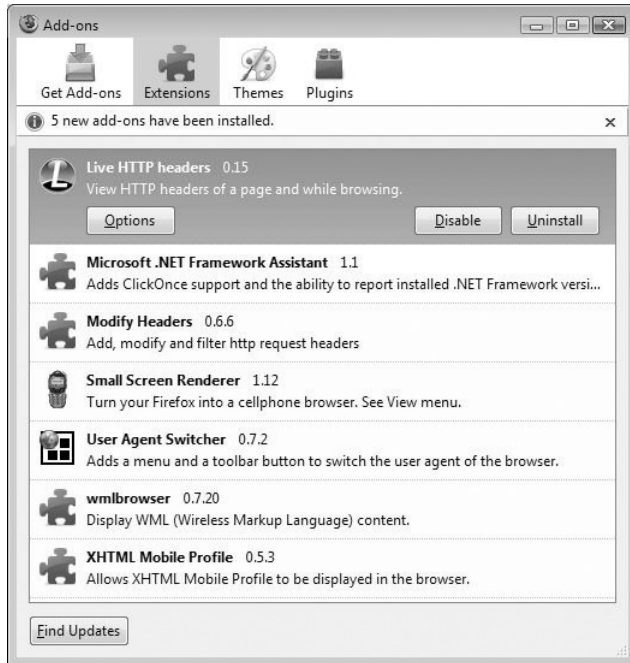 Add-ons
Get Add-ons Extensions Themes Plugins
5 new add-ons have been installed.
Live HTTP headers 0.15
View HTTP headers of a page and while browsing.
Options Disable Uninstall
Microsoft .NET Framework Assistant 1.1
Adds ClickOnce support and the ability to report installed .NET Framework versi...
Modify Headers 0.6.6
Add, modify and filter http request headers
Small Screen Renderer 1.12
Turn your Firefox into a cellphone browser. See View menu.
User Agent Switcher 0.7.2
Adds a menu and a toolbar button to switch the user agent of the browser.
wmlbrowser 0.7.20
Display WML (Wireless Markup Language) content.
XHTML Mobile Profile 0.5.3
Allows XHTML Mobile Profile to be displayed in the browser.
Find Updates